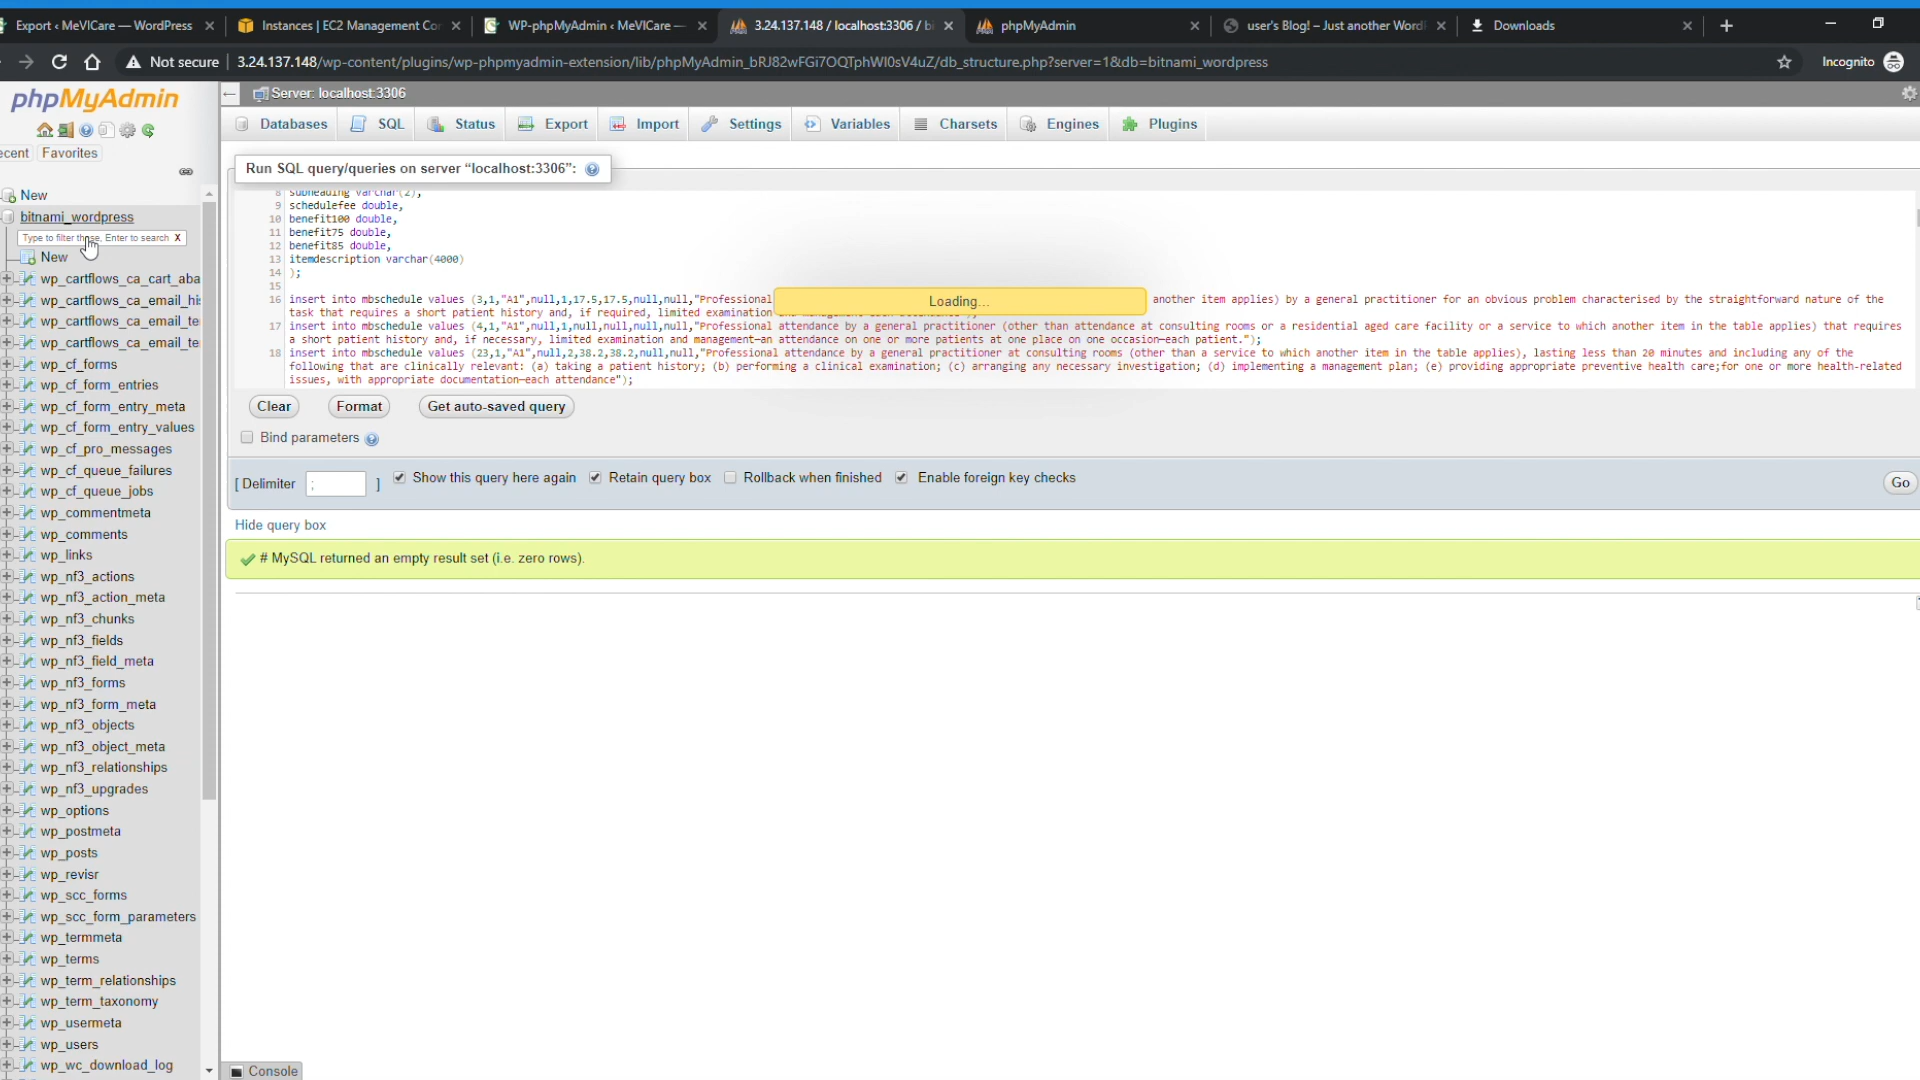 Export ‹ MeVICare — WordPress
Instances | EC2 Management Co
WP-phpMyAdmin ‹ MeVICare —
3.24.137.148 / localhost:3306 / b
phpMyAdmin
user's Blog! – Just another Word
Downloads
Not secure
3.24.137.148/wp-content/plugins/wp-phpmyadmin-extension/lib/phpMyAdmin_bRJ82wFGi7OQTphWI0sV4uZ/db_structure.php?server=1&db=bitnami_wordpress
Incognito
phpMyAdmin
Server: localhost:3306
Databases
SQL
Status
Export
Import
Settings
Variables
Charsets
Engines
Plugins
ecent
Favorites
Run SQL query/queries on server “localhost:3306”:
8 subheading varchar(2),
9 schedulefee double,
10 benefit100 double,
11 benefit75 double,
12 benefit85 double,
13 itemdescription varchar(4000)
14 );
15
16 insert into mbschedule values (3,1,"A1",null,1,17.5,17.5,null,null,"Professional
another item applies) by a general practitioner for an obvious problem characterised by the straightforward nature of the
task that requires a short patient history and, if required, limited examination
17 insert into mbschedule values (4,1,"A1",null,1,null,null,null,null,"Professional attendance by a general practitioner (other than attendance at consulting rooms or a residential aged care facility or a service to which another item in the table applies) that requires
a short patient history and, if necessary, limited examination and management—an attendance on one or more patients at one place on one occasion—each patient.");
18 insert into mbschedule values (23,1,"A1",null,2,38.2,38.2,null,null,"Professional attendance by a general practitioner at consulting rooms (other than a service to which another item in the table applies), lasting less than 20 minutes and including any of the
following that are clinically relevant: (a) taking a patient history; (b) performing a clinical examination; (c) arranging any necessary investigation; (d) implementing a management plan; (e) providing appropriate preventive health care;for one or more health-related
issues, with appropriate documentation—each attendance");
Loading...
Clear
Format
Get auto-saved query
Bind parameters
[ Delimiter ; ]
Show this query here again
Retain query box
Rollback when finished
Enable foreign key checks
Go
Hide query box
# MySQL returned an empty result set (i.e. zero rows).
New
bitnami_wordpress
Type to filter these, Enter to search X
New
wp_cartflows_ca_cart_aba
wp_cartflows_ca_email_hi
wp_cartflows_ca_email_te
wp_cartflows_ca_email_te
wp_cf_forms
wp_cf_form_entries
wp_cf_form_entry_meta
wp_cf_form_entry_values
wp_cf_pro_messages
wp_cf_queue_failures
wp_cf_queue_jobs
wp_commentmeta
wp_comments
wp_links
wp_nf3_actions
wp_nf3_action_meta
wp_nf3_chunks
wp_nf3_fields
wp_nf3_field_meta
wp_nf3_forms
wp_nf3_form_meta
wp_nf3_objects
wp_nf3_object_meta
wp_nf3_relationships
wp_nf3_upgrades
wp_options
wp_postmeta
wp_posts
wp_revisr
wp_scc_forms
wp_scc_form_parameters
wp_termmeta
wp_terms
wp_term_relationships
wp_term_taxonomy
wp_usermeta
wp_users
wp_wc_download_log
Console